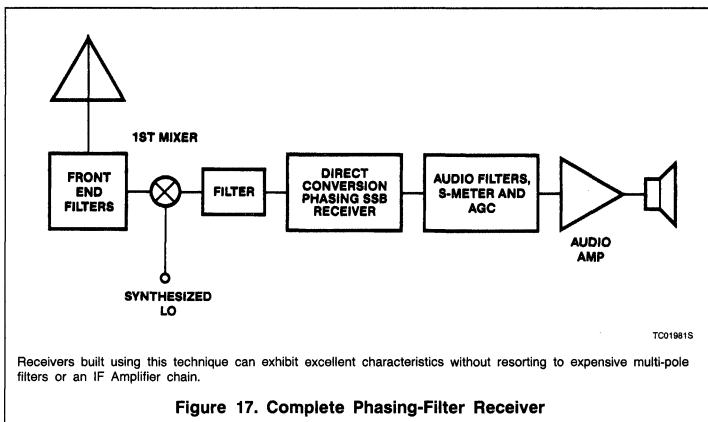 1ST MIXER
FRONT
END
FILTERS
FILTER
DIRECT
CONVERSION
PHASING SSB
RECEIVER
AUDIO FILTERS,
S-METER AND
AGC
AUDIO
AMP
SYNTHESIZED
LO
TC01981S
Receivers built using this technique can exhibit excellent characteristics without resorting to expensive multi-pole
filters or an IF Amplifier chain.
Figure 17. Complete Phasing-Filter Receiver